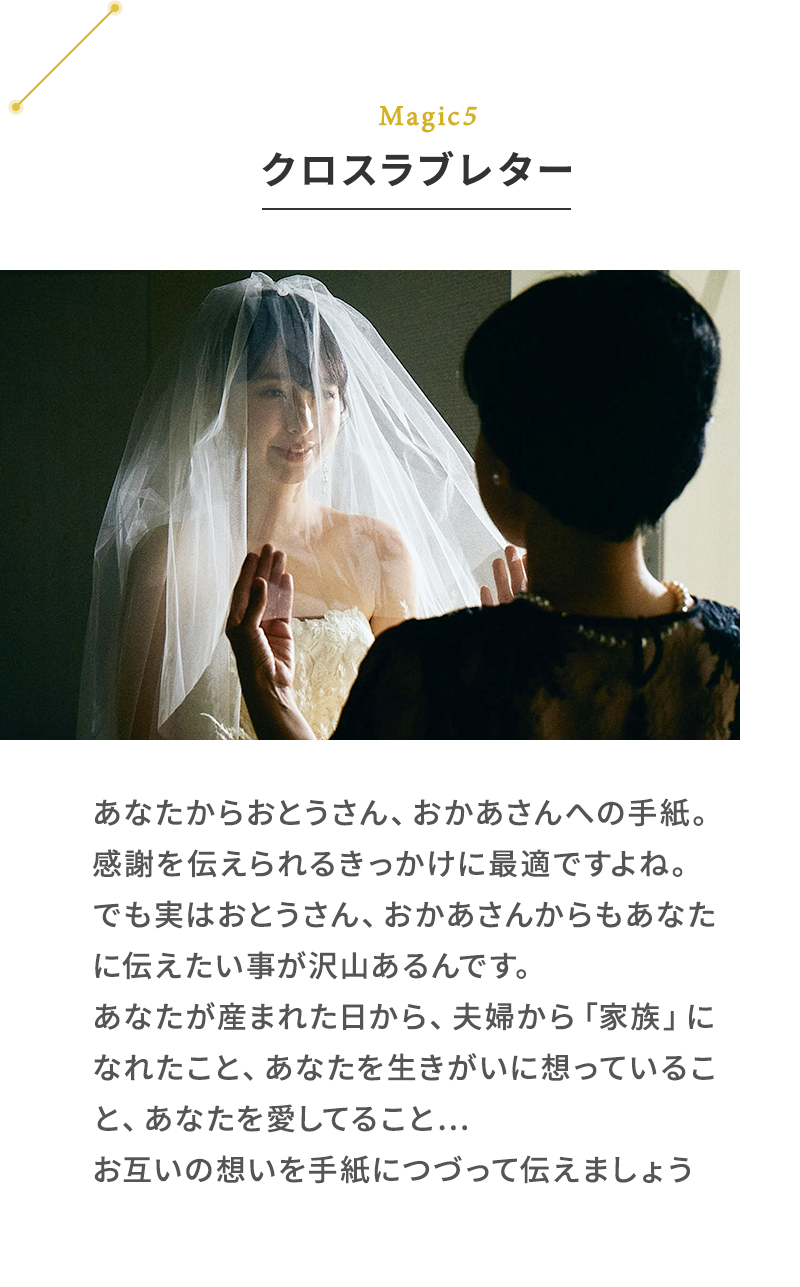 Magic5
クロスラブレター
あなたからおとうさん、おかあさんへの手紙。
感謝を伝えられるきっかけに最適ですよね。
でも実はおとうさん、おかあさんからもあなた
に伝えたい事が沢山あるんです。
あなたが産まれた日から、夫婦から「家族」に
なれたこと、あなたを生きがいに想っているこ
と、あなたを愛してること…
お互いの想いを手紙につづって伝えましょう